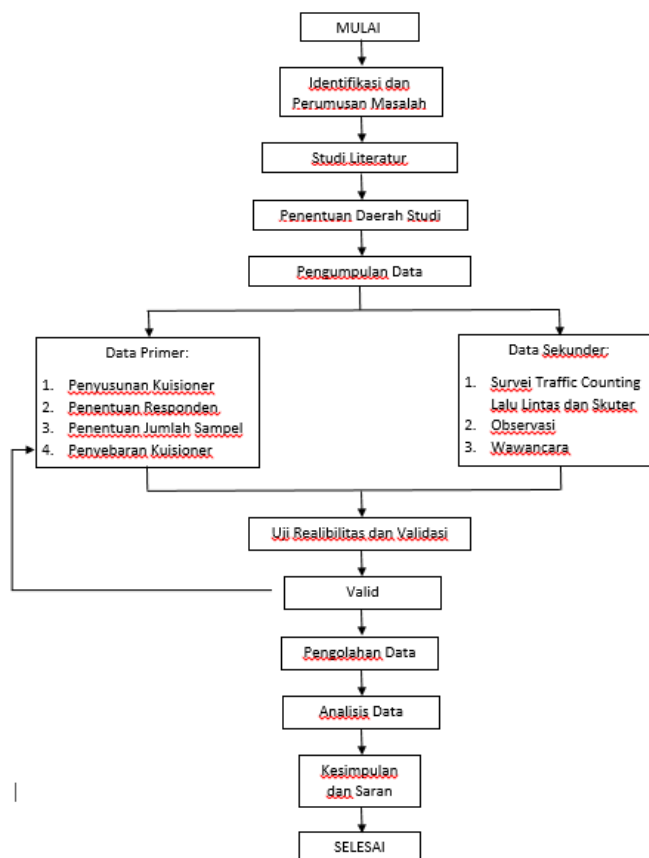 MULAI
Identifikasi dan
Perumusan Masalah
Studi Literatur
Penentuan Daerah Studi
Pengumpulan Data
Data Primer:
1. Penyusunan Kuisioner
2. Penentuan Responden
3. Penentuan Jumlah Sampel
4. Penyebaran Kuisioner
Data Sekunder:
1. Survei Traffic Counting
Lalu Lintas dan Skuter
2. Observasi
3. Wawancara
Uji Realibilitas dan Validasi
Valid
Pengolahan Data
Analisis Data
Kesimpulan
dan Saran
SELESAI